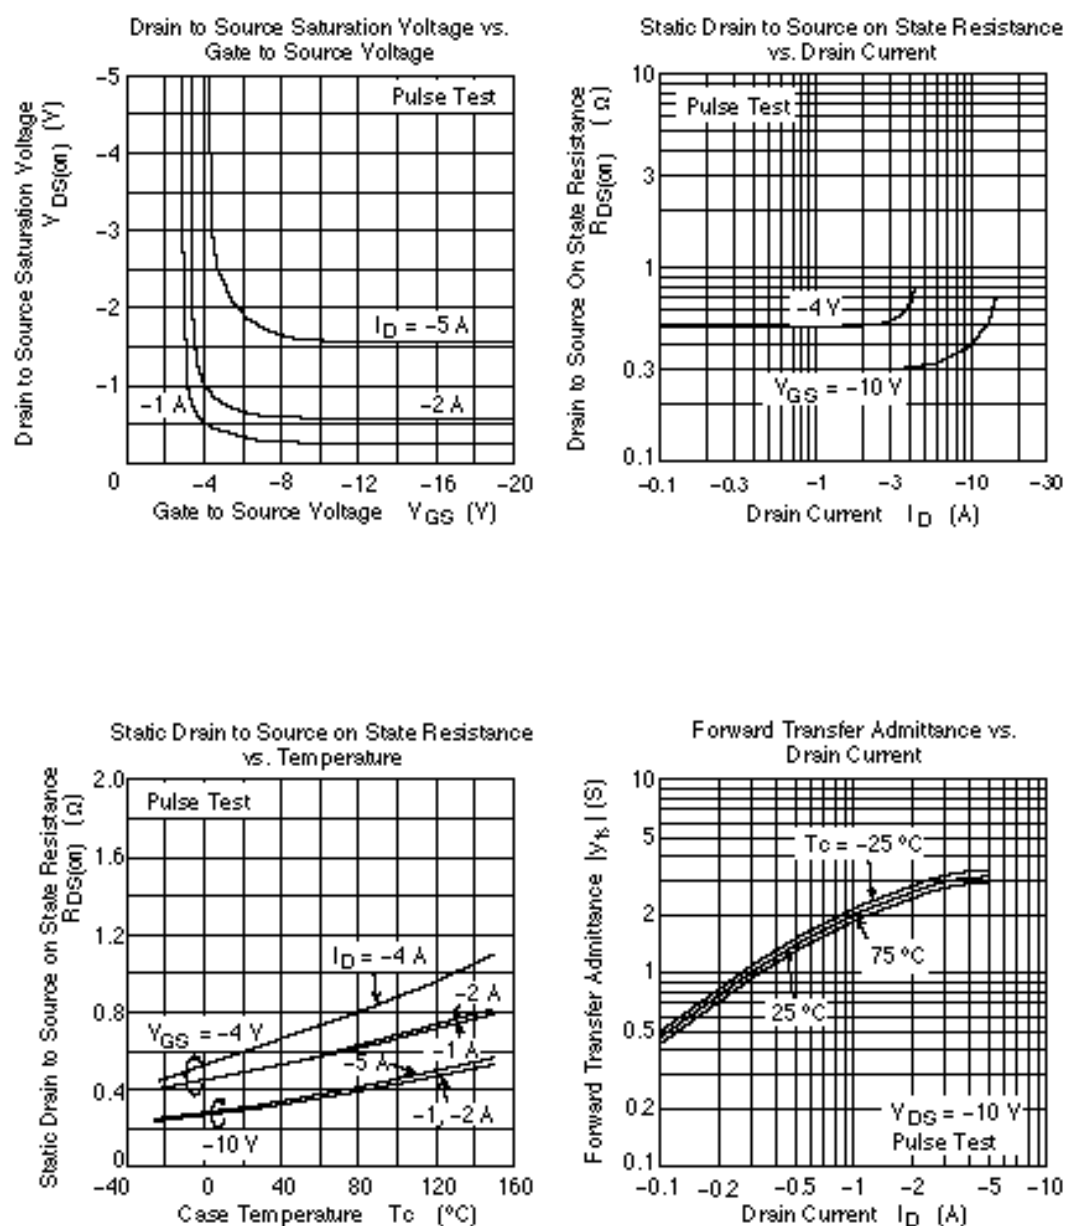 Drain to Source Saturation Voltage vs.
Gate to Source Voltage
Drain to Source Saturation Voltage
V DS(on) (V)
−5
−4
−3
−2
−1
0
Pulse Test
I D = −5 A
−1 A
−2 A
−4
−8
−12
−16
−20
Gate to Source Voltage V GS (V)
Static Drain to Source on State Resistance
vs. Drain Current
Drain to Source On State Resistance
R DS(on) (Ω)
10
3
1
0.3
0.1
Pulse Test
−4 V
V GS = −10 V
−0.1
−0.3
−1
−3
−10
−30
Drain Current I D (A)
Static Drain to Source on State Resistance
vs. Temperature
Static Drain to Source on State Resistance
R DS(on) (Ω)
2.0
1.6
1.2
0.8
0.4
0
Pulse Test
I D = −4 A
−2 A
V GS = −4 V
−1 A
−5 A
−1, −2 A
−10 V
−40
0
40
80
120
160
Case Temperature Tc (°C)
Forward Transfer Admittance vs.
Drain Current
Forward Transfer Admittance |y fs| (S)
10
5
2
1
0.5
0.2
0.1
Tc = −25 °C
75 °C
25 °C
V DS = −10 V
Pulse Test
−0.1
−0.2
−0.5
−1
−2
−5
−10
Drain Current I D (A)